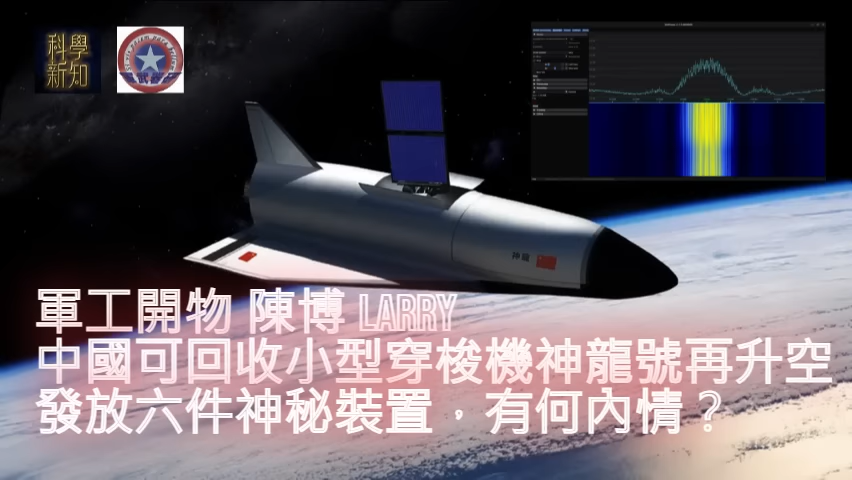 科學
新知
神龍
軍工開物 陳博 LARRY
中國可回收小型穿梭機神龍號再升空
發放六件神秘裝置，有何內情？